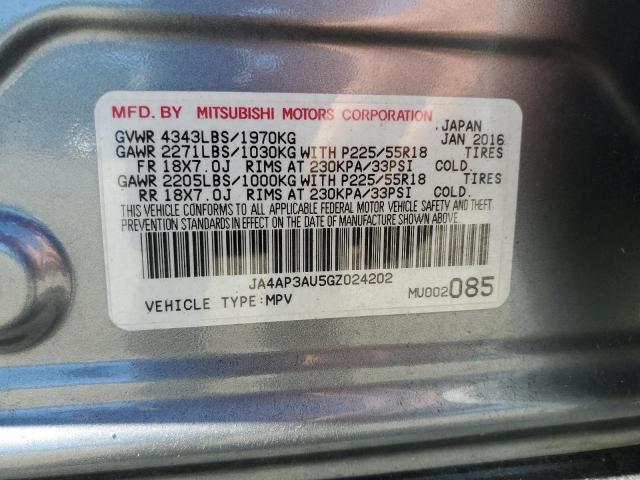 MFD. BY MITSUBISHI MOTORS CORPORATION JAPAN
GVWR 4343LBS/1970KG JAN 2016
GAWR 2271LBS/1030KG WITH P225/55R18 TIRES
FR 18X7.0J RIMS AT 230KPA/33PSI COLD.
GAWR 2205LBS/1000KG WITH P225/55R18 TIRES
RR 18X7.0J RIMS AT 230KPA/33PSI COLD.
THIS VEHICLE CONFORMS TO ALL APPLICABLE FEDERAL MOTOR VEHICLE SAFETY AND THEFT
PREVENTION STANDARDS IN EFFECT ON THE DATE OF MANUFACTURE SHOWN ABOVE.
JA4AP3AU5GZ024202
VEHICLE TYPE:MPV MU002085